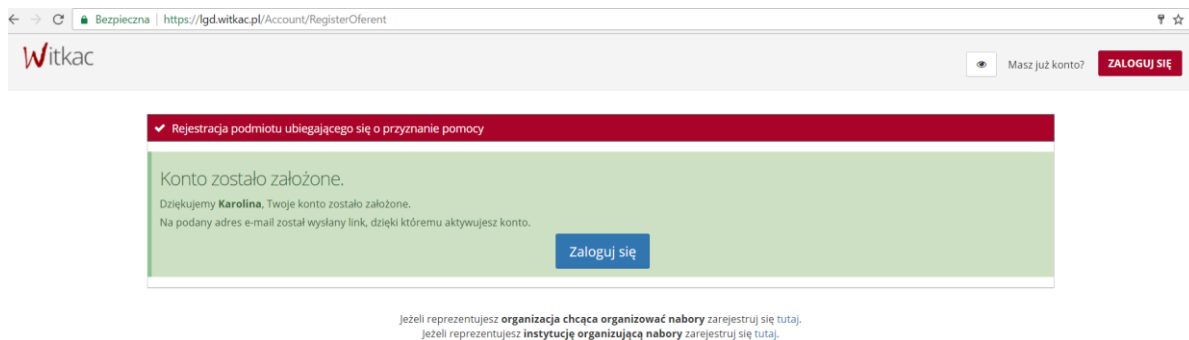 Bezpieczna | https://lgd.witkac.pl/Account/RegisterOferent
Witkac
Masz już konto? ZALOGUJ SIĘ
Rejestracja podmiotu ubiegającego się o przyznanie pomocy
Konto zostało założone.
Dziękujemy Karolina, Twoje konto zostało założone.
Na podany adres e-mail został wysłany link, dzięki któremu aktywujesz konto.
Zaloguj się
Jeżeli reprezentujesz organizacja chcąca organizować nabory zarejestruj się tutaj.
Jeżeli reprezentujesz instytucję organizującą nabory zarejestruj się tutaj.